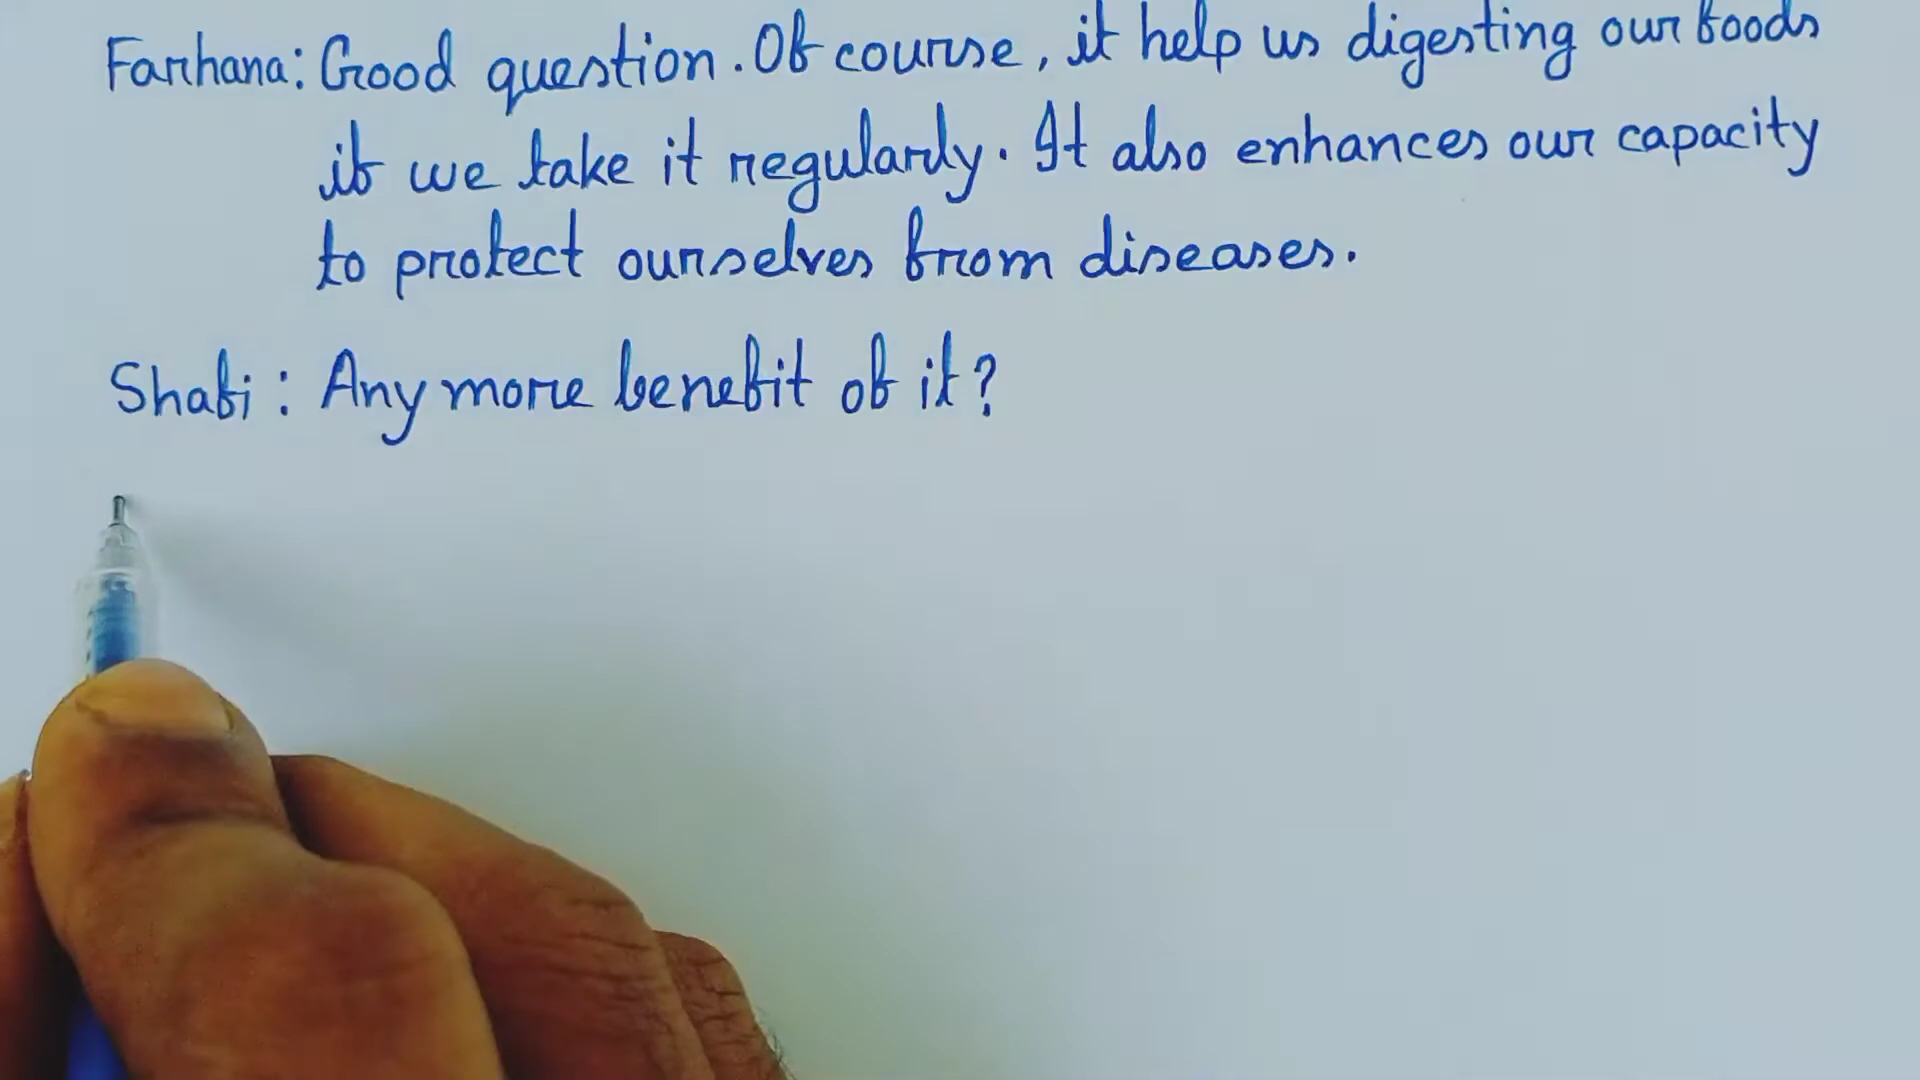 Farhana: Good question. Of course, it help us digesting our foods
if we take it regularly. It also enhances our capacity
to protect ourselves from diseases.
Shafi: Any more benefit of it?